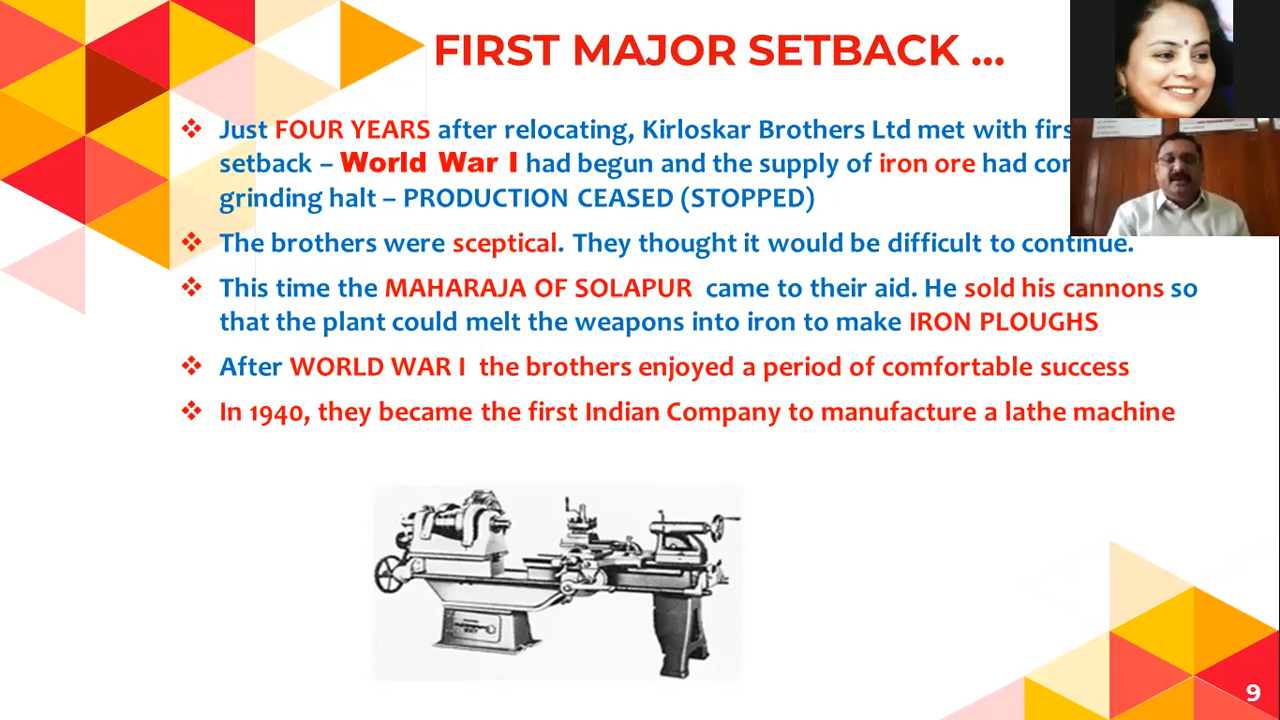 FIRST MAJOR SETBACK ...
❖ Just FOUR YEARS after relocating, Kirloskar Brothers Ltd met with firs
setback – World War I had begun and the supply of iron ore had con
grinding halt – PRODUCTION CEASED (STOPPED)
❖ The brothers were sceptical. They thought it would be difficult to continue.
❖ This time the MAHARAJA OF SOLAPUR came to their aid. He sold his cannons so
that the plant could melt the weapons into iron to make IRON PLOUGHS
❖ After WORLD WAR I the brothers enjoyed a period of comfortable success
❖ In 1940, they became the first Indian Company to manufacture a lathe machine
9